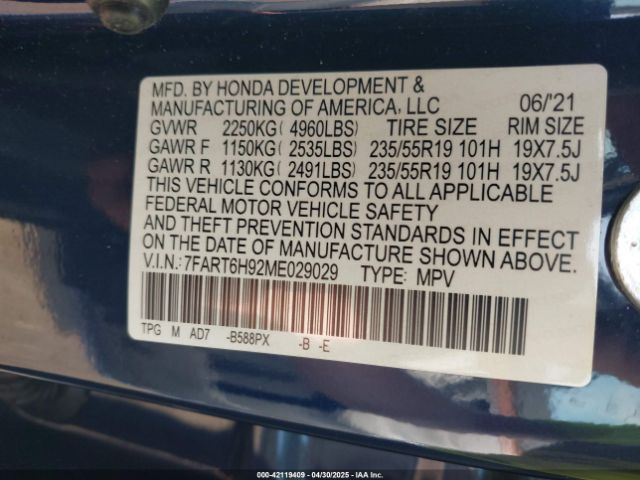 MFD. BY HONDA DEVELOPMENT &
MANUFACTURING OF AMERICA, LLC 06/'21
GVWR 2250KG( 4960LBS) TIRE SIZE RIM SIZE
GAWR F 1150KG( 2535LBS) 235/55R19 101H 19X7.5J
GAWR R 1130KG( 2491LBS) 235/55R19 101H 19X7.5J
THIS VEHICLE CONFORMS TO ALL APPLICABLE
FEDERAL MOTOR VEHICLE SAFETY
AND THEFT PREVENTION STANDARDS IN EFFECT
ON THE DATE OF MANUFACTURE SHOWN ABOVE.
V.I.N.: 7FART6H92ME029029 TYPE: MPV
TPG M AD7 -B588PX -B -E
000-42119409 - 04/30/2025 - IAAI.com